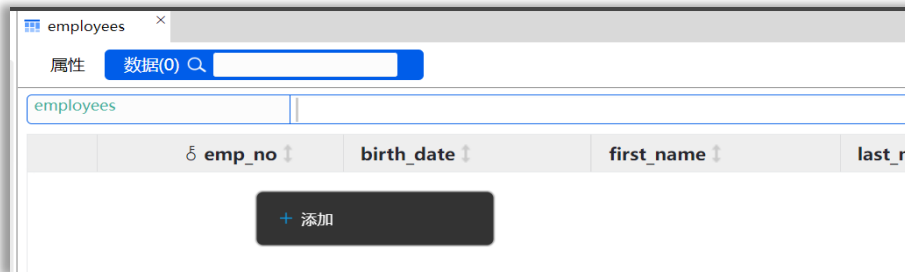 employees
属性 数据(0)
employees
emp_no birth_date first_name
添加